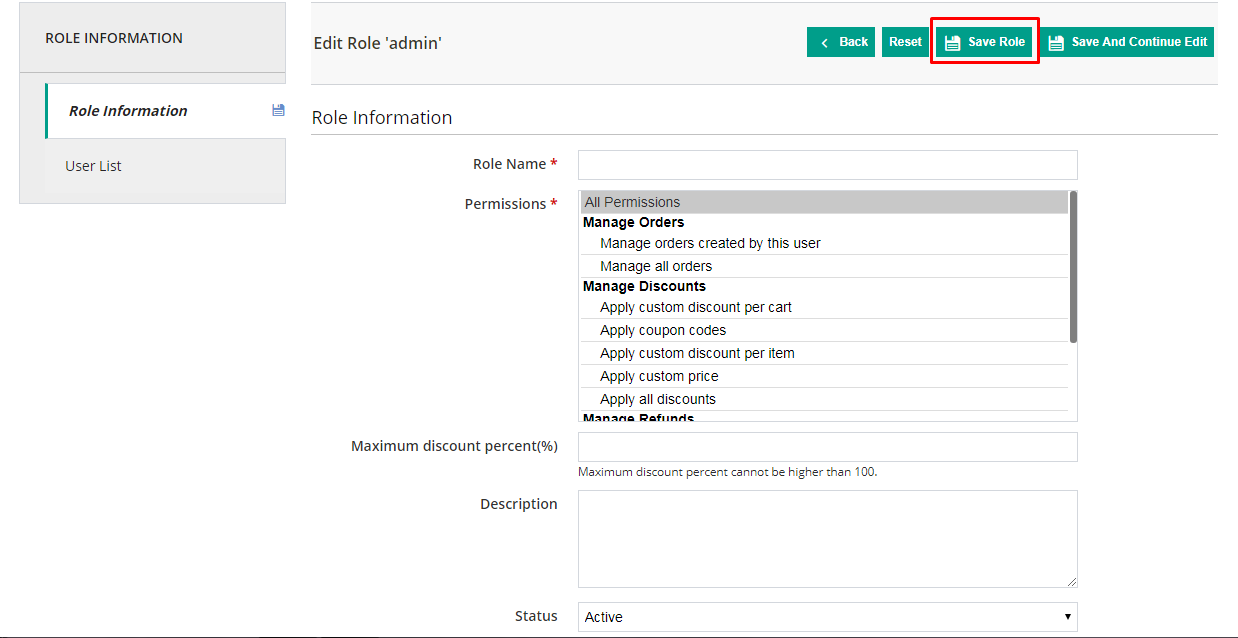 ROLE INFORMATION
Role Information
User List
Edit Role 'admin'
Back
Reset
Save Role
Save And Continue Edit
Role Information
Role Name *
Permissions *
All Permissions
Manage Orders
Manage orders created by this user
Manage all orders
Manage Discounts
Apply custom discount per cart
Apply coupon codes
Apply custom discount per item
Apply custom price
Apply all discounts
Manage Refunds
Maximum discount percent(%)
Maximum discount percent cannot be higher than 100.
Description
Status
Active